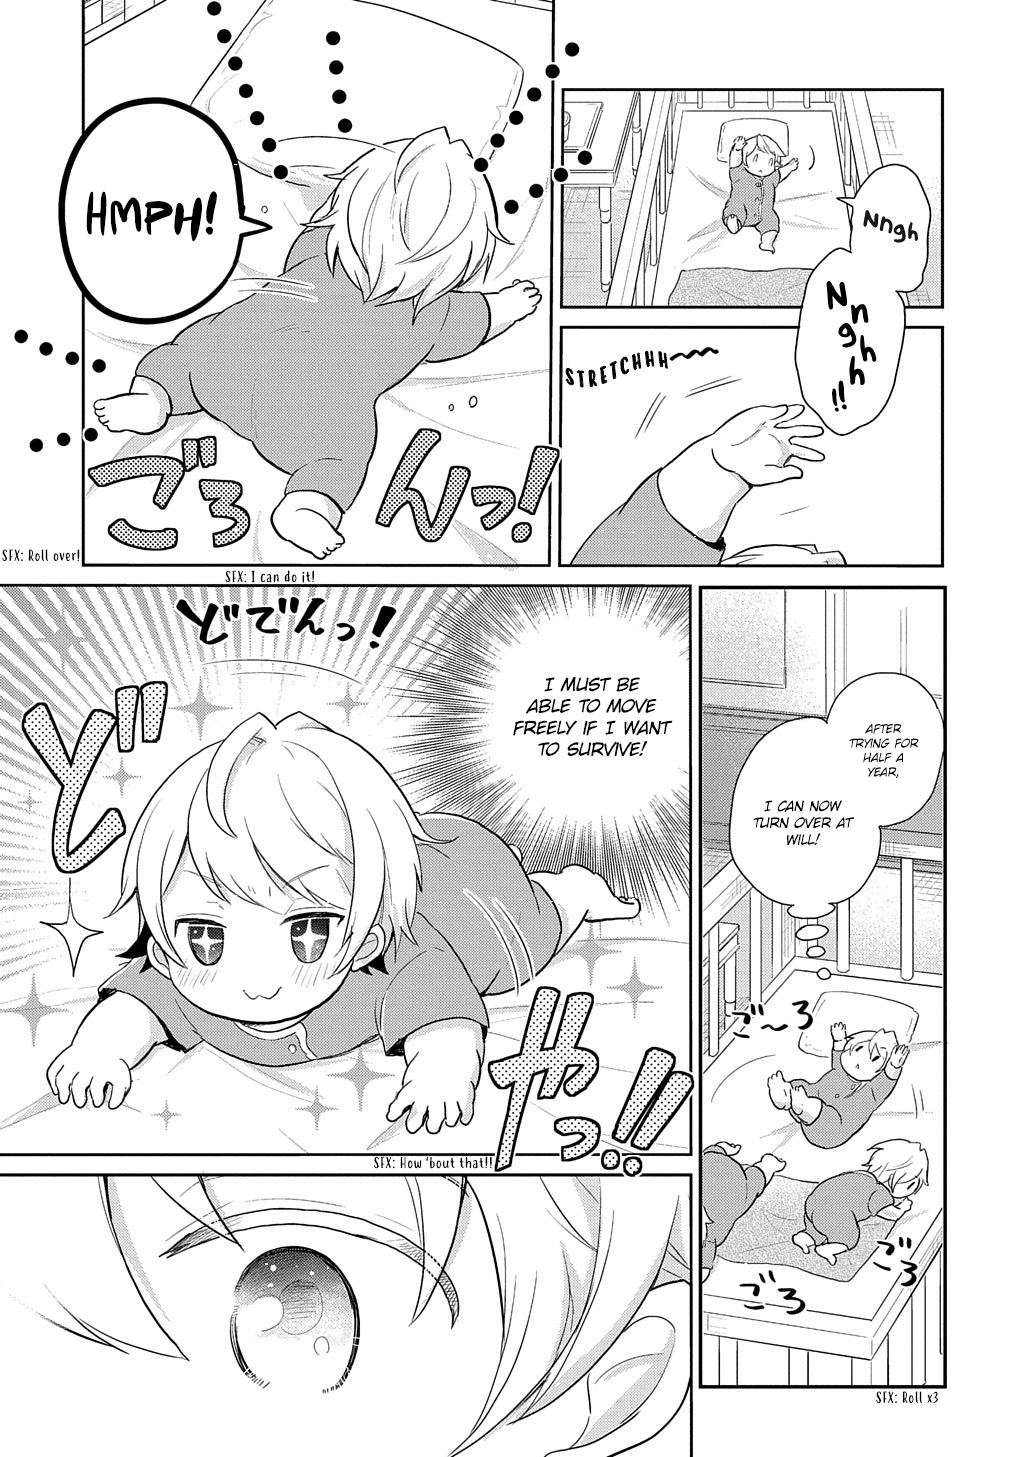 Nngh
Nngh
hh!!
STRETCHHH~
HMPH!
ごろ
んっ!
SFX: Roll over!
SFX: I can do it!
AFTER
TRYING FOR
HALF A
YEAR,
I CAN NOW
TURN OVER AT
WILL!
ご〜ろ
ごろ
ごろ
SFX: Roll x3
I MUST BE
ABLE TO MOVE
FREELY IF I WANT
TO SURVIVE!
どでんっ!
ど゛
やっ!!
SFX: How 'bout that!!